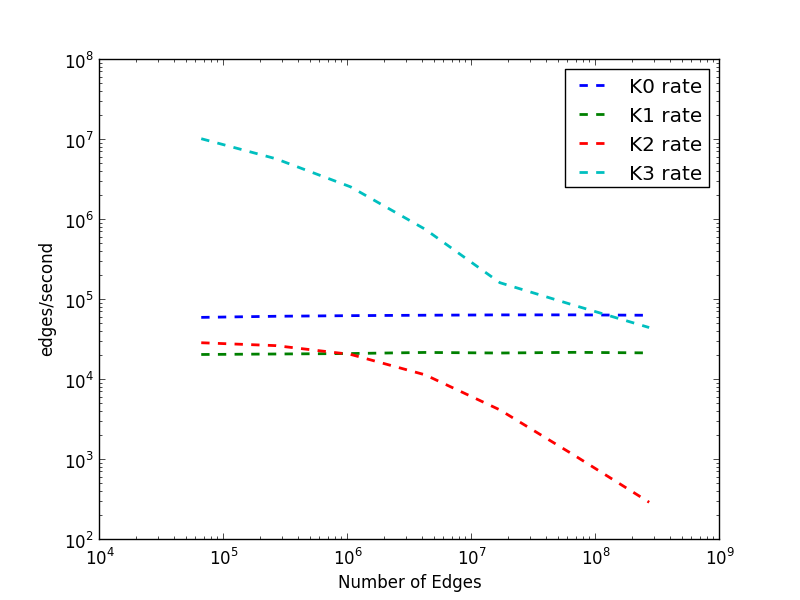 10^8
10^7
10^6
10^5
10^4
10^3
10^2
edges/second
K0 rate
K1 rate
K2 rate
K3 rate
10^4 10^5 10^6 10^7 10^8 10^9
Number of Edges